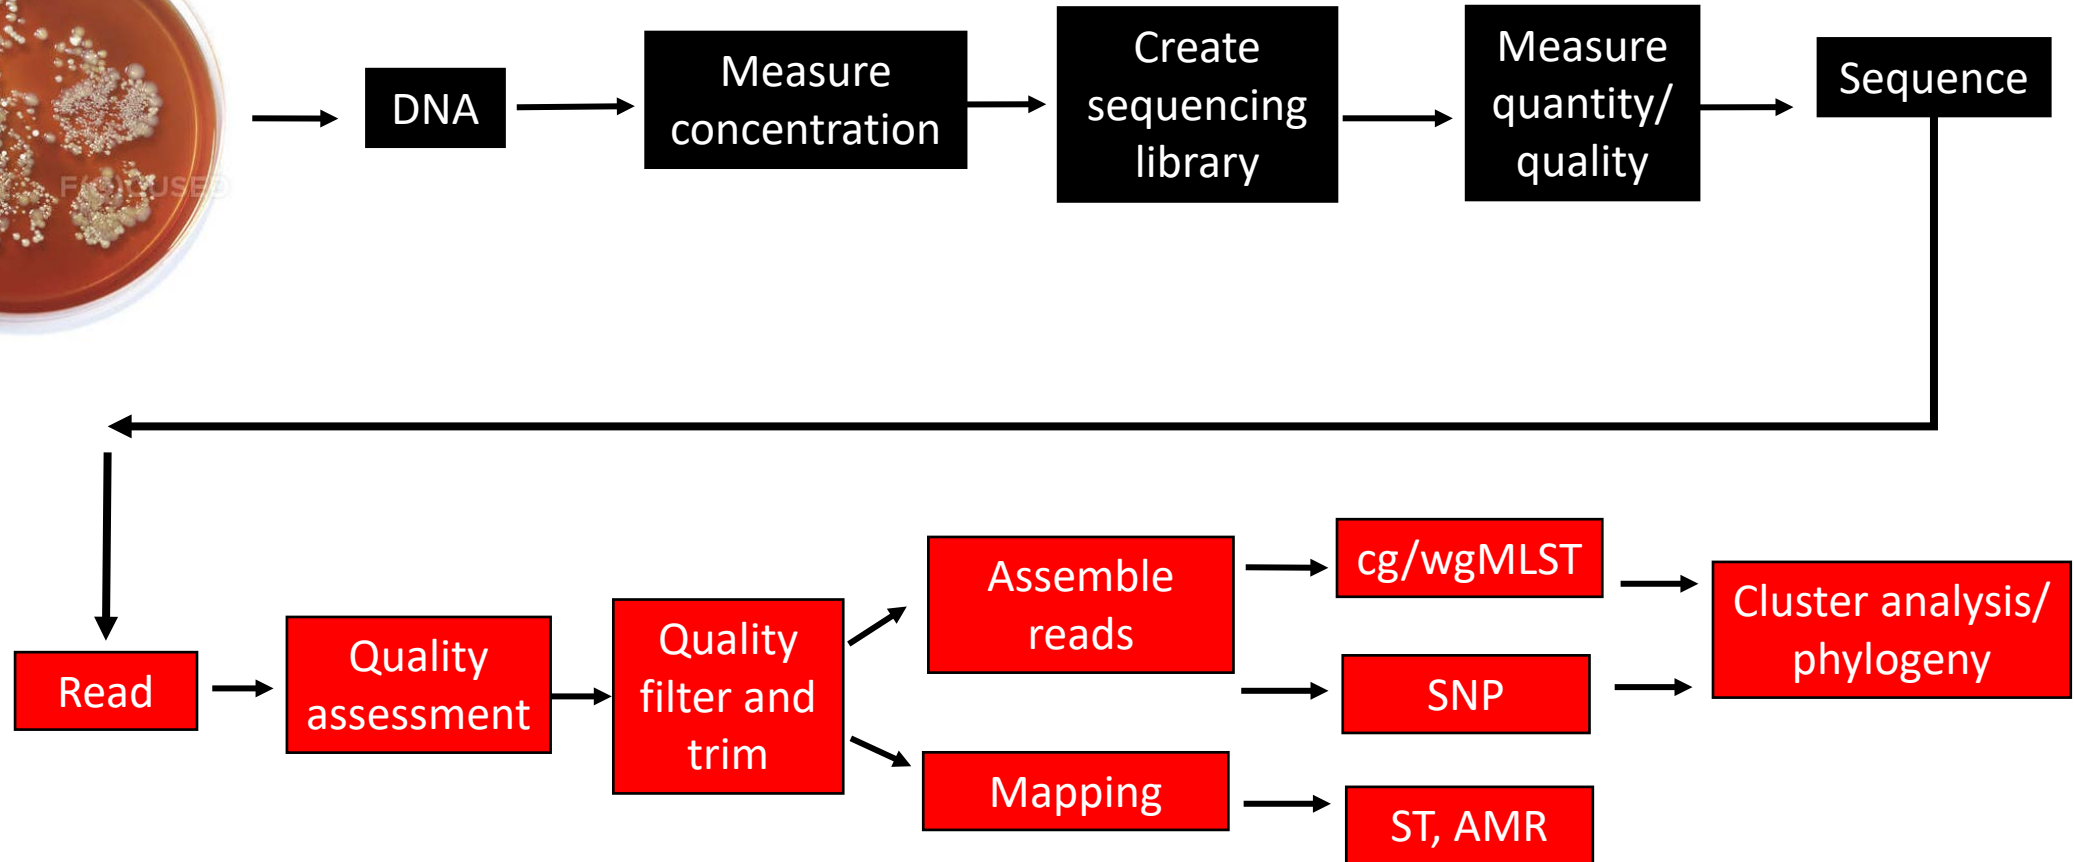 DNA
Measure
concentration
Create
sequencing
library
Measure
quantity/
quality
Sequence
Read
Quality
assessment
Quality
filter and
trim
Assemble
reads
Mapping
cg/wgMLST
SNP
ST, AMR
Cluster analysis/
phylogeny